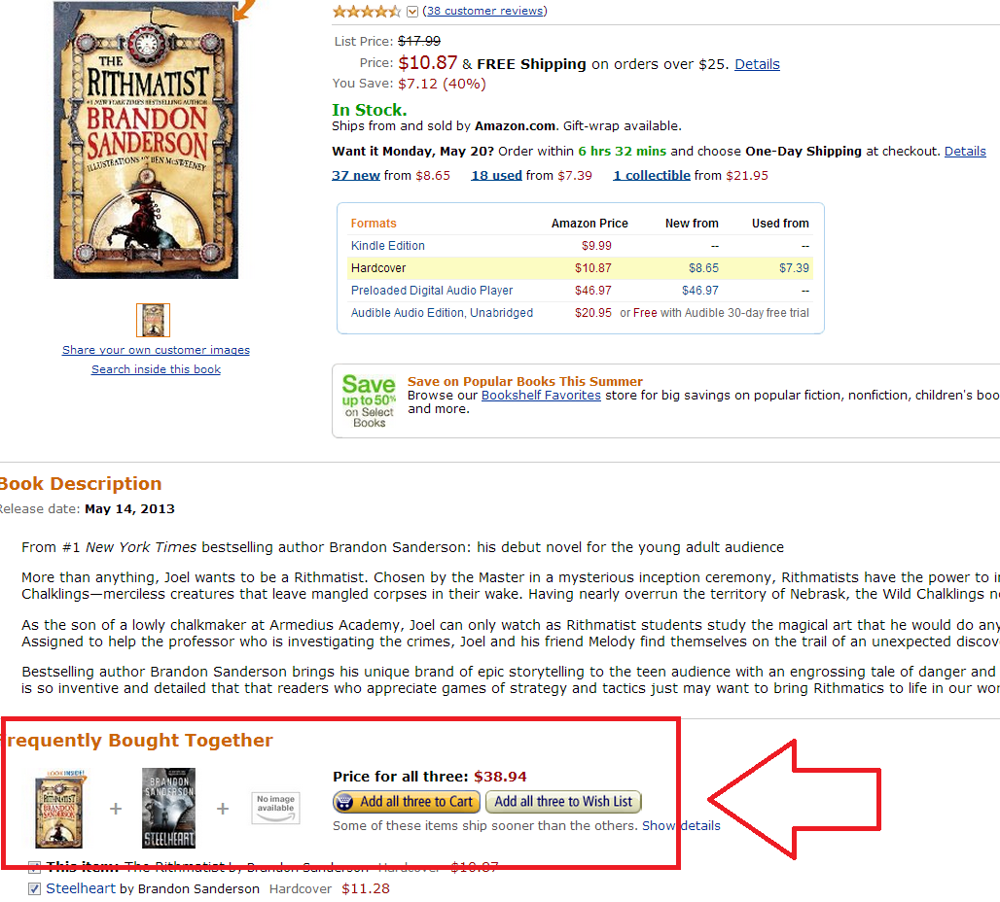 THE
RITHMATIST
#1 NEW YORK TIMES BESTSELLING AUTHOR
BRANDON
SANDERSON
ILLUSTRATIONS BY BEN McSWEENEY
Share your own customer images
Search inside this book
(38 customer reviews)
List Price: $17.99
Price: $10.87 & FREE Shipping on orders over $25. Details
You Save: $7.12 (40%)
In Stock.
Ships from and sold by Amazon.com. Gift-wrap available.
Want it Monday, May 20? Order within 6 hrs 32 mins and choose One-Day Shipping at checkout. Details
37 new from $8.65 18 used from $7.39 1 collectible from $21.95
Formats Amazon Price New from Used from
Kindle Edition $9.99 -- --
Hardcover $10.87 $8.65 $7.39
Preloaded Digital Audio Player $46.97 $46.97 --
Audible Audio Edition, Unabridged $20.95 or Free with Audible 30-day free trial
Save
up to 50%
on Select
Books
Save on Popular Books This Summer
Browse our Bookshelf Favorites store for big savings on popular fiction, nonfiction, children's boo
and more.
Book Description
Release date: May 14, 2013
From #1 New York Times bestselling author Brandon Sanderson: his debut novel for the young adult audience
More than anything, Joel wants to be a Rithmatist. Chosen by the Master in a mysterious inception ceremony, Rithmatists have the power to i
Chalklings—merciless creatures that leave mangled corpses in their wake. Having nearly overrun the territory of Nebraska, the Wild Chalklings n
As the son of a lowly chalkmaker at Armedius Academy, Joel can only watch as Rithmatist students study the magical art that he would do any
Assigned to help the professor who is investigating the crimes, Joel and his friend Melody find themselves on the trail of an unexpected discov
Bestselling author Brandon Sanderson brings his unique brand of epic storytelling to the teen audience with an engrossing tale of danger and
is so inventive and detailed that that readers who appreciate games of strategy and tactics just may want to bring Rithmatics to life in our wor
Frequently Bought Together
LOOK INSIDE!
RITHMATIST
BRANDON
SANDERSON
+
BRANDON
SANDERSON
STEELHEART
+
No image
available
Price for all three: $38.94
Add all three to Cart Add all three to Wish List
Some of these items ship sooner than the others. Show details
This item: The Rithmatist by Brandon Sanderson Hardcover $10.87
Steelheart by Brandon Sanderson Hardcover $11.28